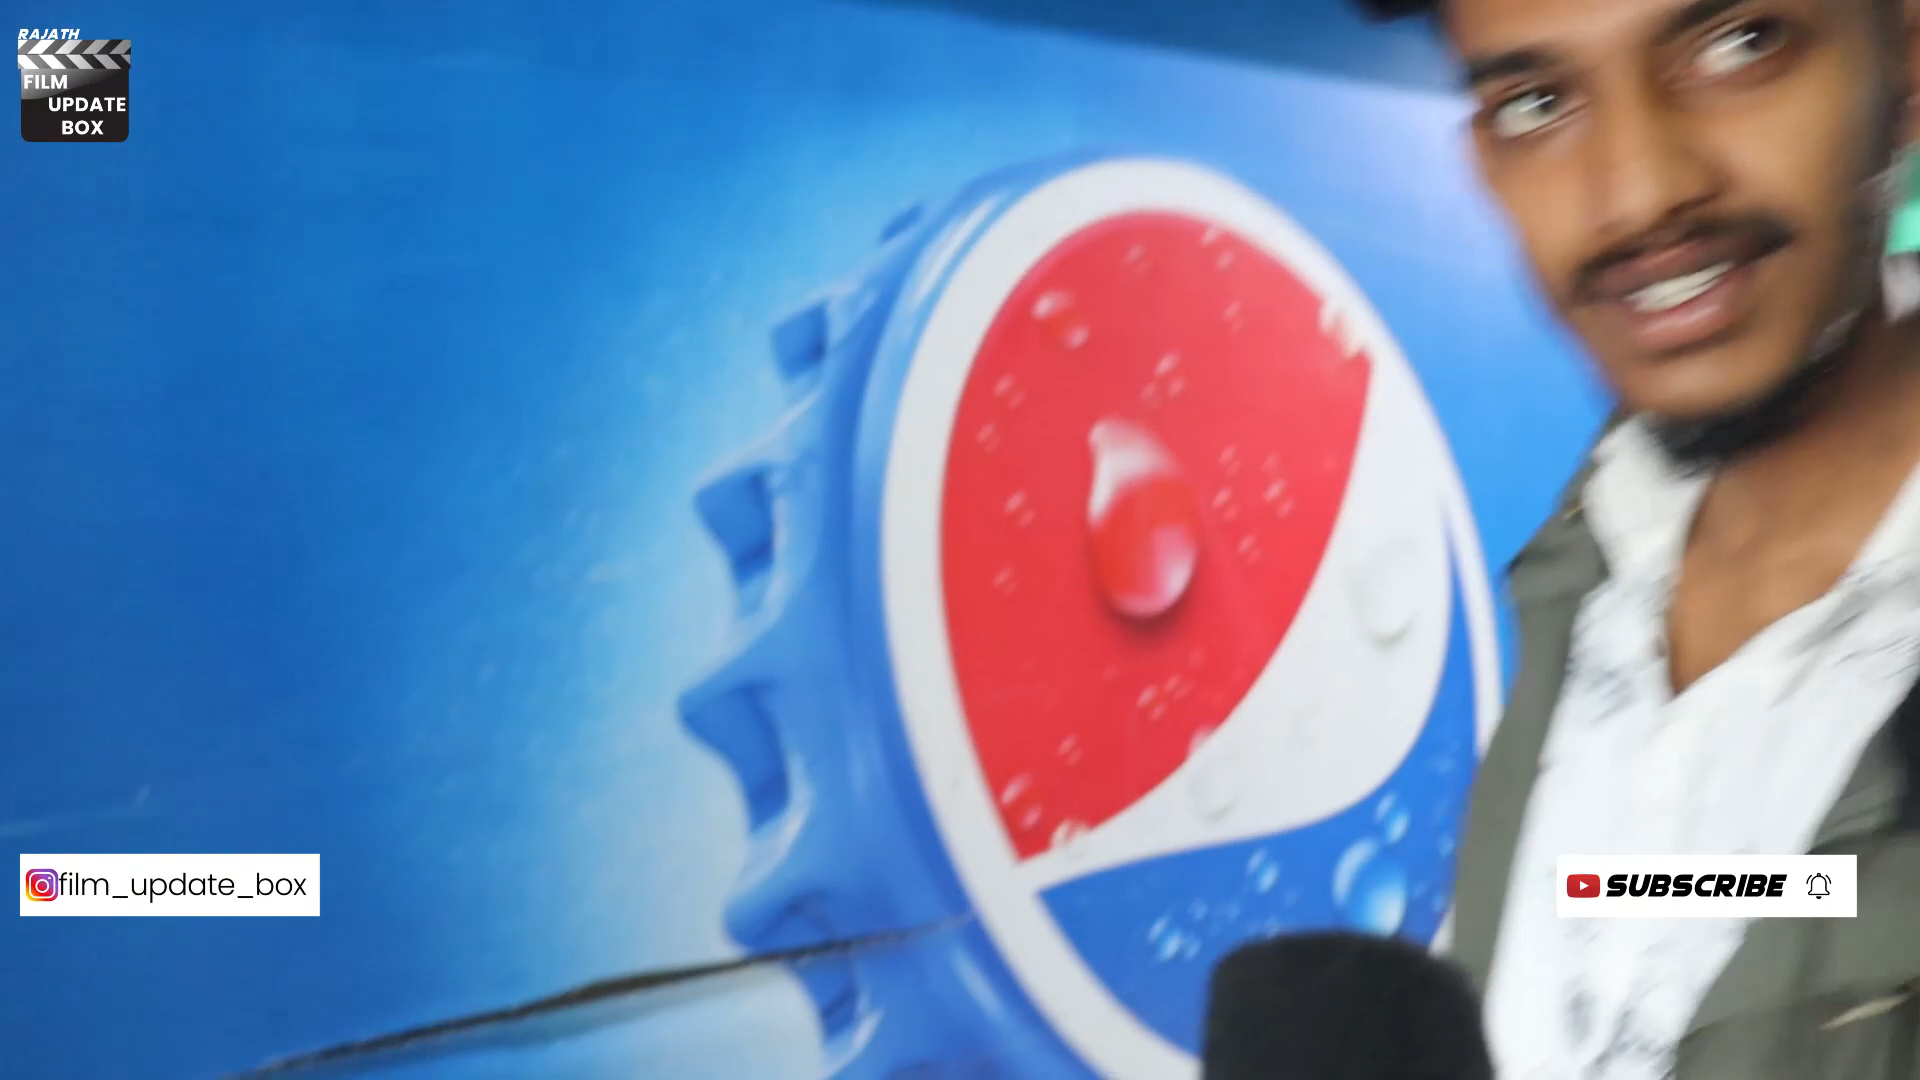 RAJATH
FILM
UPDATE
BOX
film_update_box
SUBSCRIBE